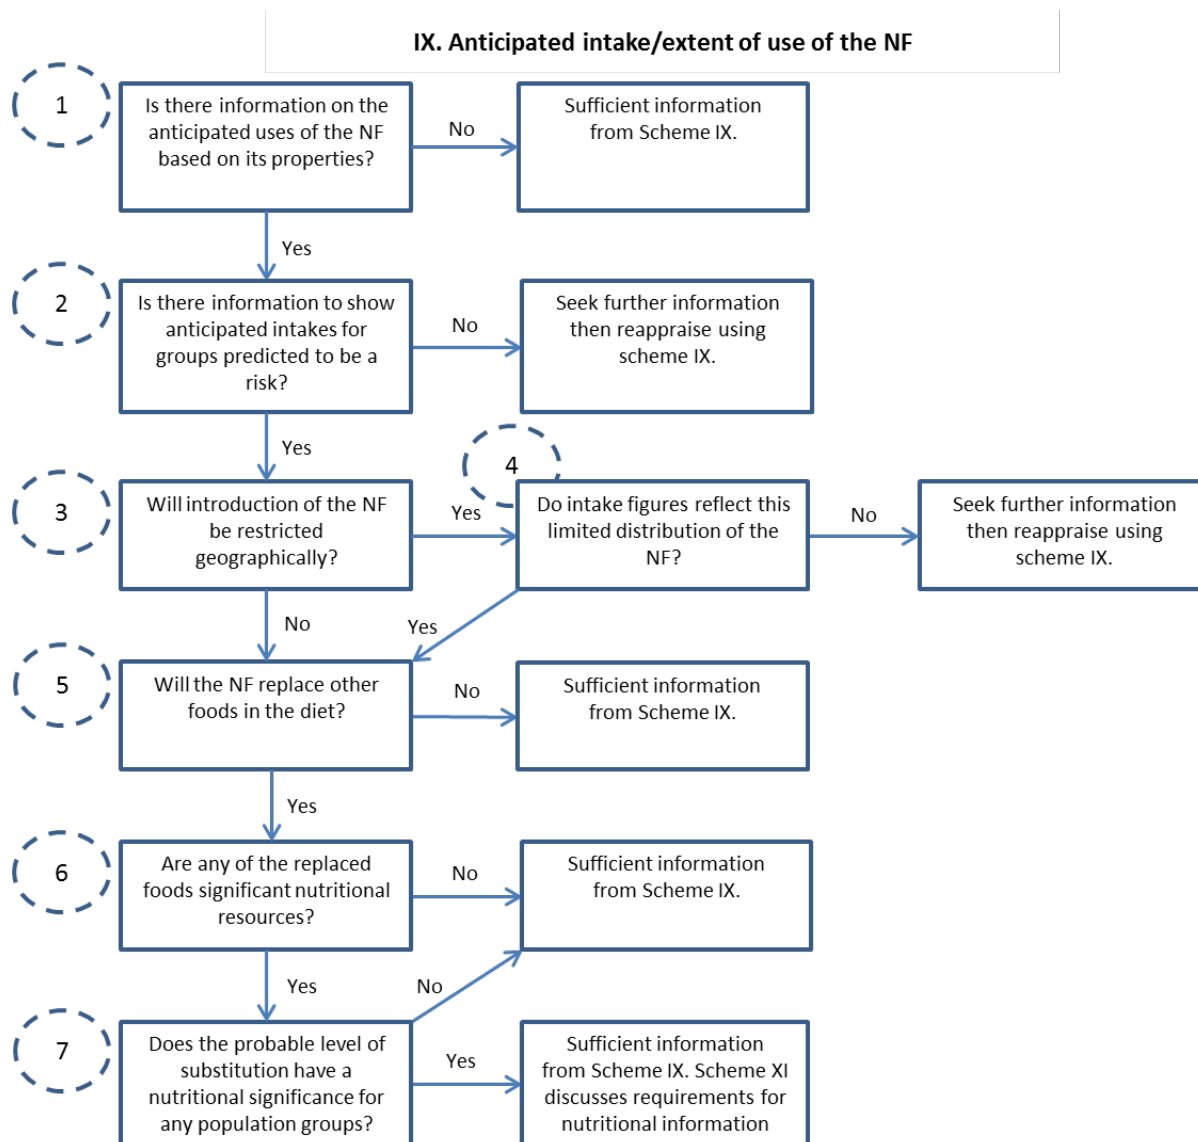 IX. Anticipated intake/extent of use of the NF
1
Is there information on the
anticipated uses of the NF
based on its properties?
No
Sufficient information
from Scheme IX.
Yes
2
Is there information to show
anticipated intakes for
groups predicted to be a
risk?
No
Seek further information
then reappraise using
scheme IX.
Yes
3
Will introduction of the NF
be restricted
geographically?
Yes
4
Do intake figures reflect this
limited distribution of the
NF?
No
Seek further information
then reappraise using
scheme IX.
No
Yes
5
Will the NF replace other
foods in the diet?
No
Sufficient information
from Scheme IX.
Yes
6
Are any of the replaced
foods significant nutritional
resources?
No
Sufficient information
from Scheme IX.
Yes
No
7
Does the probable level of
substitution have a
nutritional significance for
any population groups?
Yes
Sufficient information
from Scheme IX. Scheme XI
discusses requirements for
nutritional information